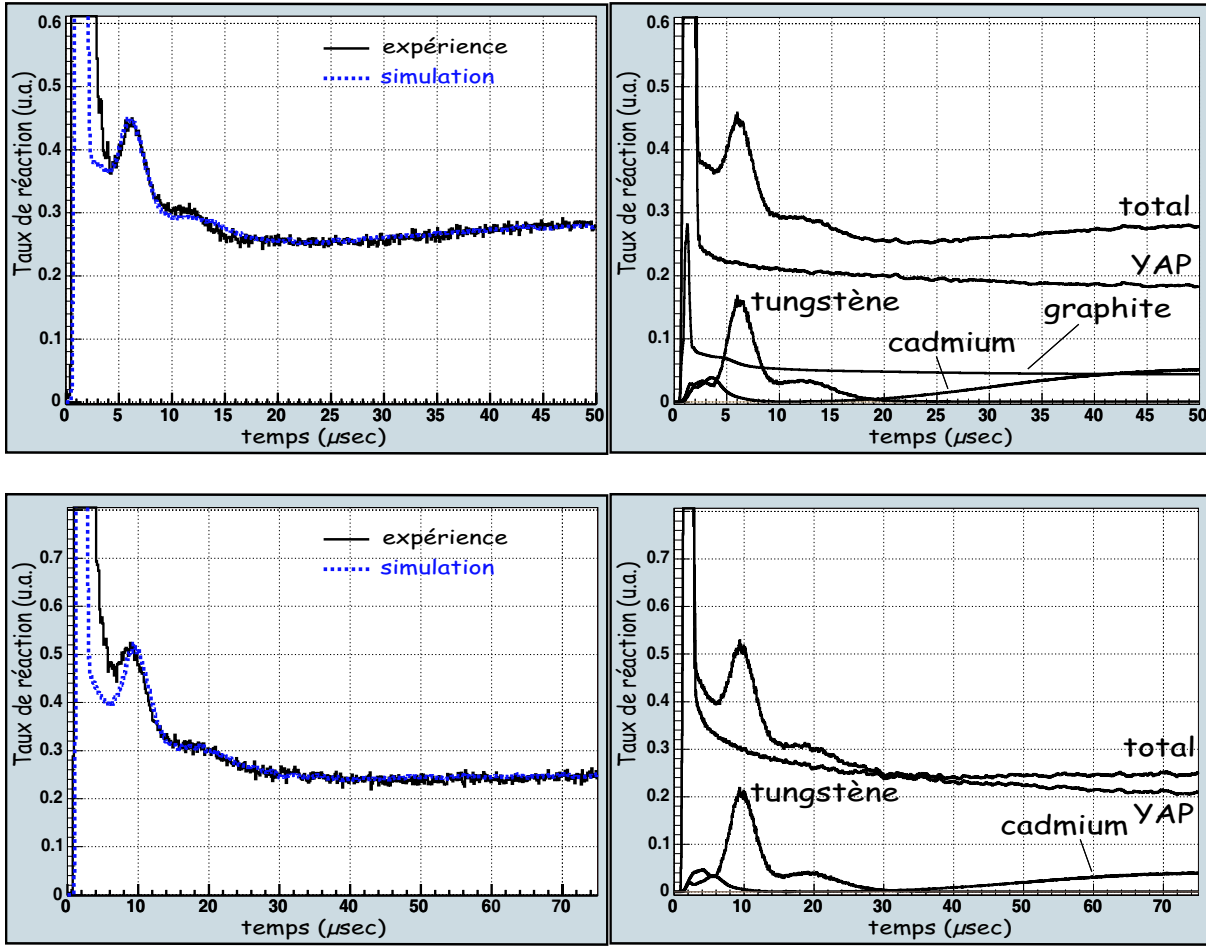 0.6
0.5
0.4
0.3
0.2
0.1
0
Taux de réaction (u.a.)
expérience
simulation
0 5 10 15 20 25 30 35 40 45 50
temps (µsec)
0.6
0.5
0.4
0.3
0.2
0.1
0
Taux de réaction (u.a.)
total
YAP
tungstène
graphite
cadmium
0 5 10 15 20 25 30 35 40 45 50
temps (µsec)
0.7
0.6
0.5
0.4
0.3
0.2
0.1
0
Taux de réaction (u.a.)
expérience
simulation
0 10 20 30 40 50 60 70
temps (µsec)
0.7
0.6
0.5
0.4
0.3
0.2
0.1
0
Taux de réaction (u.a.)
total
tungstène
YAP
cadmium
0 10 20 30 40 50 60 70
temps (µsec)